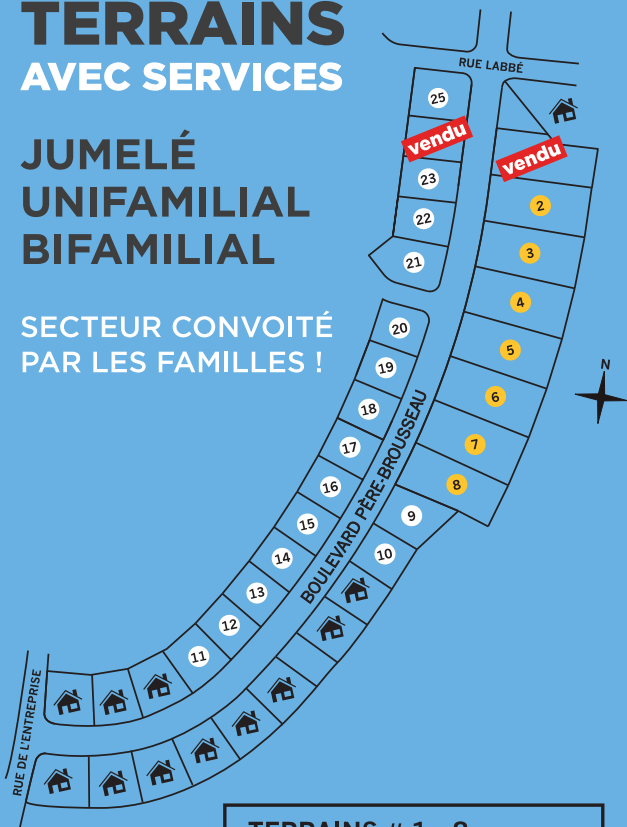 TERRAINS
AVEC SERVICES
JUMELÉ
UNIFAMILIAL
BIFAMILIAL
SECTEUR CONVOITÉ
PAR LES FAMILLES !
RUE LABBÉ
25
vendu
23
22
21
20
19
18
17
16
15
14
13
12
11
vendu
2
3
4
5
6
7
8
9
10
BOULEVARD PÈRE-BROUSSEAU
N
RUE DE L'ENTREPRISE